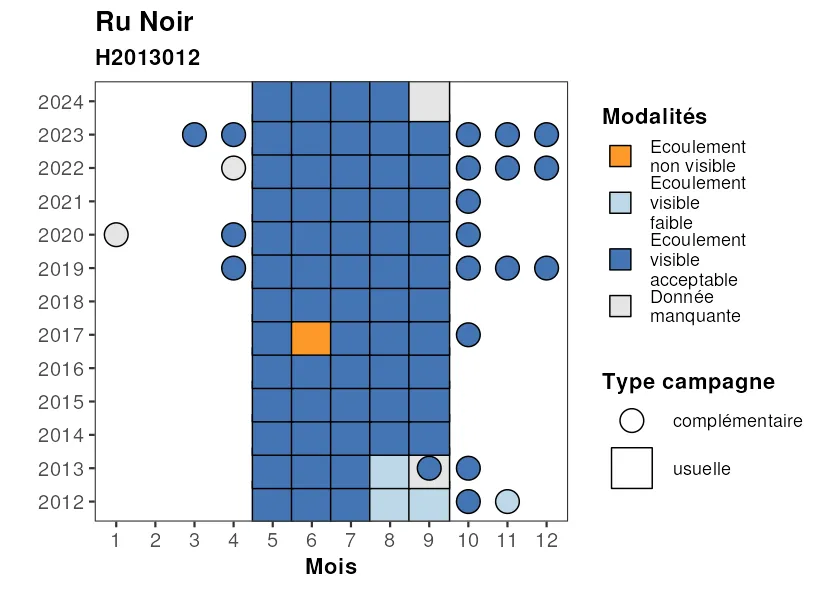 Ru Noir
H2013012
2024
2023
2022
2021
2020
2019
2018
2017
2016
2015
2014
2013
2012
1 2 3 4 5 6 7 8 9 10 11 12
Mois
Modalités
Ecoulement
non visible
Ecoulement
visible
faible
Ecoulement
visible
acceptable
Donnée
manquante
Type campagne
complémentaire
usuelle